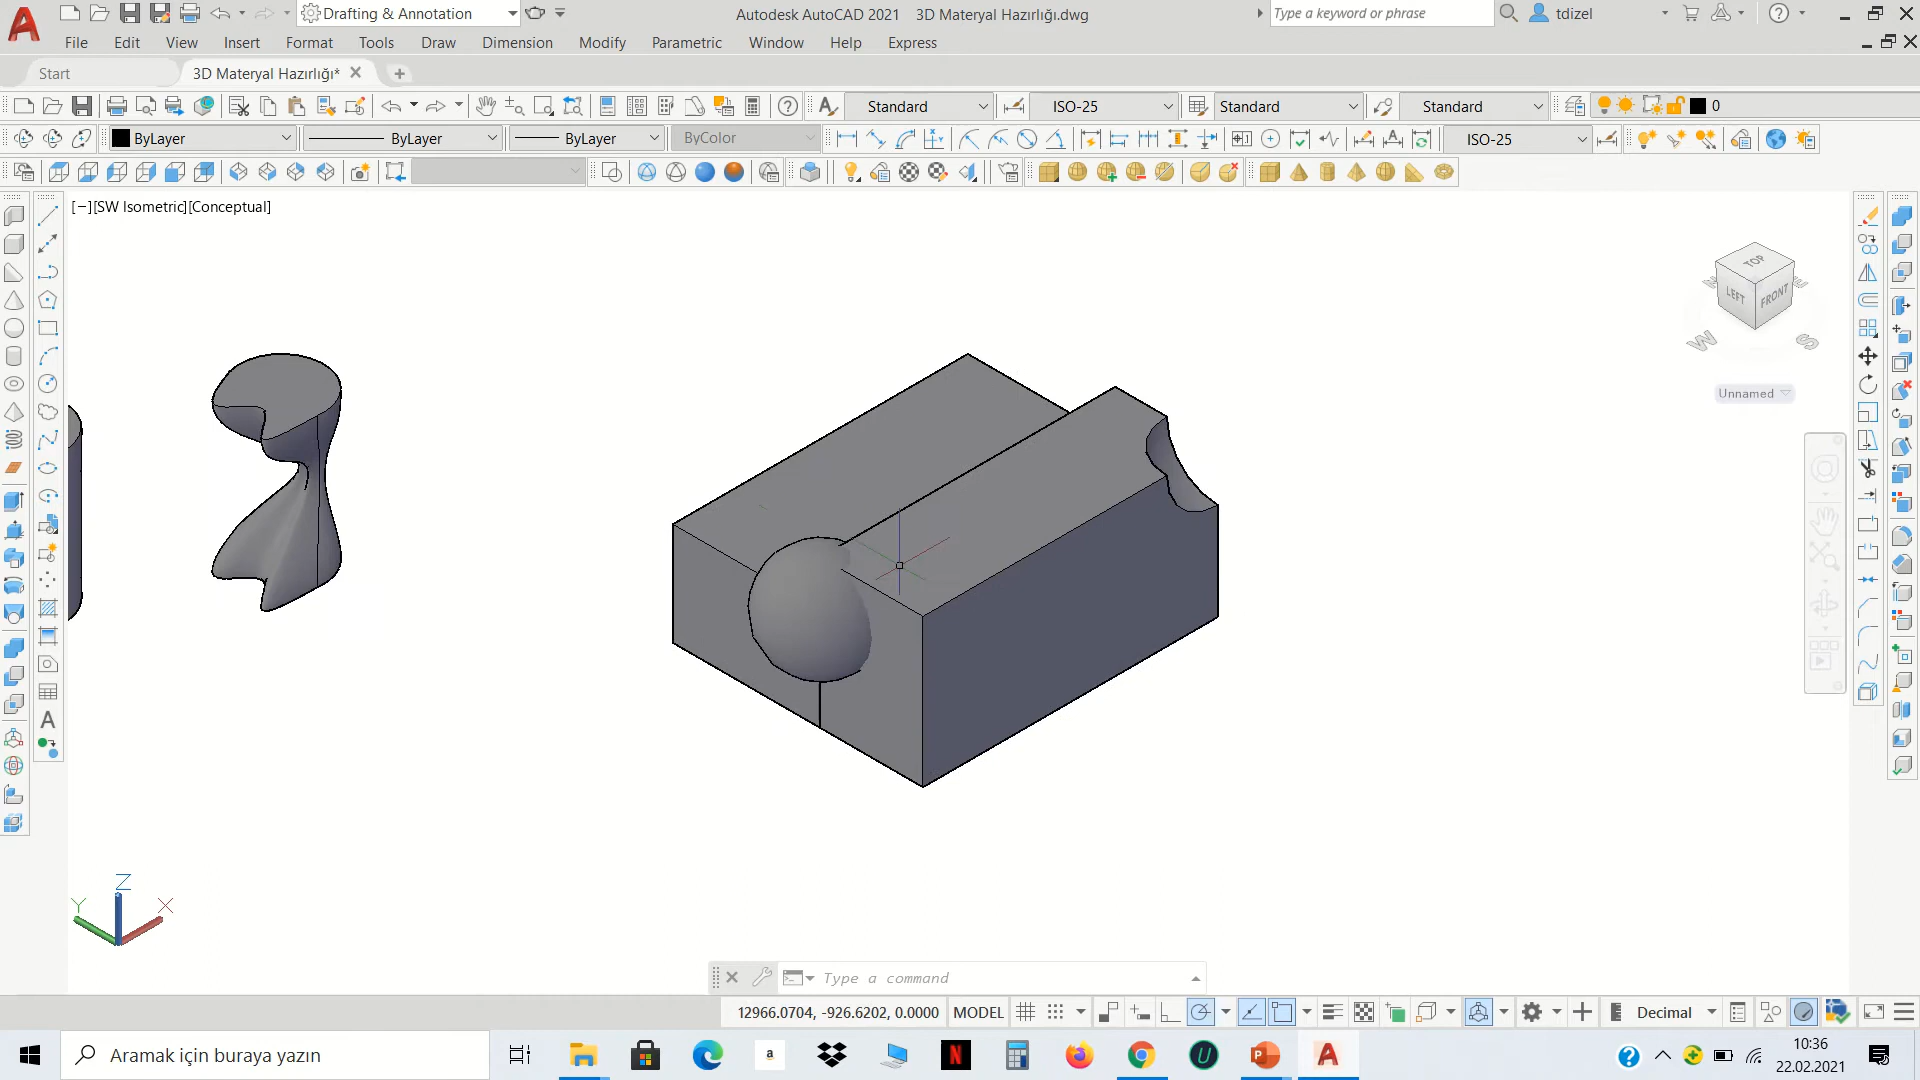 Drafting & Annotation
Autodesk AutoCAD 2021 3D Materyal Hazırlığı.dwg
Type a keyword or phrase
tdizel
File Edit View Insert Format Tools Draw Dimension Modify Parametric Window Help Express
Start
3D Materyal Hazırlığı*
Standard
ISO-25
Standard
Standard
0
ByLayer
ByLayer
ByLayer
ByColor
ISO-25
[−][SW Isometric][Conceptual]
TOP
LEFT
FRONT
W
S
Unnamed
A
Z
Y
X
Type a command
12966.0704, -926.6202, 0.0000
MODEL
Decimal
Aramak için buraya yazın
10:36
22.02.2021